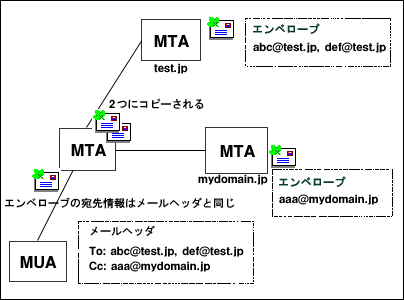 MTA
test.jp
エンベロープ
abc@test.jp, def@test.jp
2つにコピーされる
MTA
MTA
mydomain.jp
エンベロープ
aaa@mydomain.jp
エンベロープの宛先情報はメールヘッダと同じ
MUA
メールヘッダ
To: abc@test.jp, def@test.jp
Cc: aaa@mydomain.jp